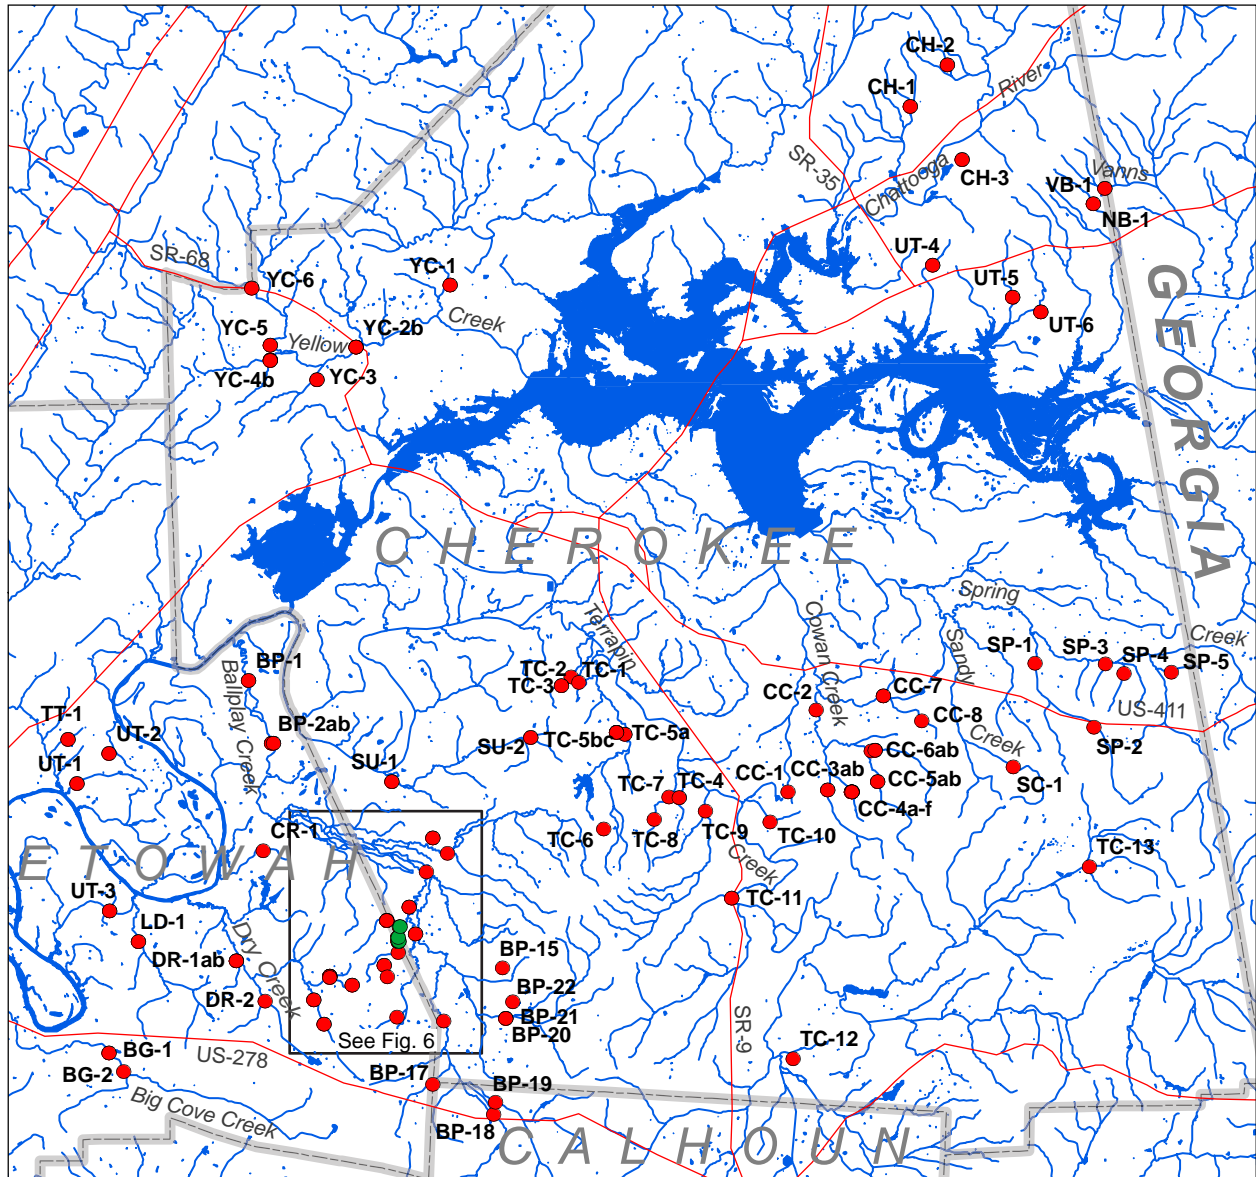 CH-2
River
CH-1
SR-35
Chattooga
CH-3
Vanns
VB-1
NB-1
SR-68
UT-4
YC-6
YC-1
UT-5
GEORGIA
Creek
UT-6
YC-5
Yellow
YC-2b
YC-4b
YC-3
CHEROKEE
Spring
Terrapin
Cowan Creek
Sandy
Creek
BP-1
TC-2
TC-1
TC-3
SP-1
SP-3
SP-4
SP-5
Ballplay Creek
CC-2
CC-7
US-411
TT-1
UT-2
BP-2ab
SU-2
TC-5bc
TC-5a
CC-8
SP-2
UT-1
SU-1
CC-6ab
Creek
TC-7
TC-4
CC-1
CC-3ab
CC-5ab
SC-1
CC-4a-f
CR-1
TC-6
TC-8
TC-9
TC-10
ETOWAH
Creek
TC-13
UT-3
TC-11
LD-1
DR-1ab
Dry Creek
BP-15
DR-2
BP-22
BP-21
BP-20
SR-9
See Fig. 6
BG-1
US-278
TC-12
BG-2
BP-17
BP-19
Big Cove Creek
BP-18
CALHOUN